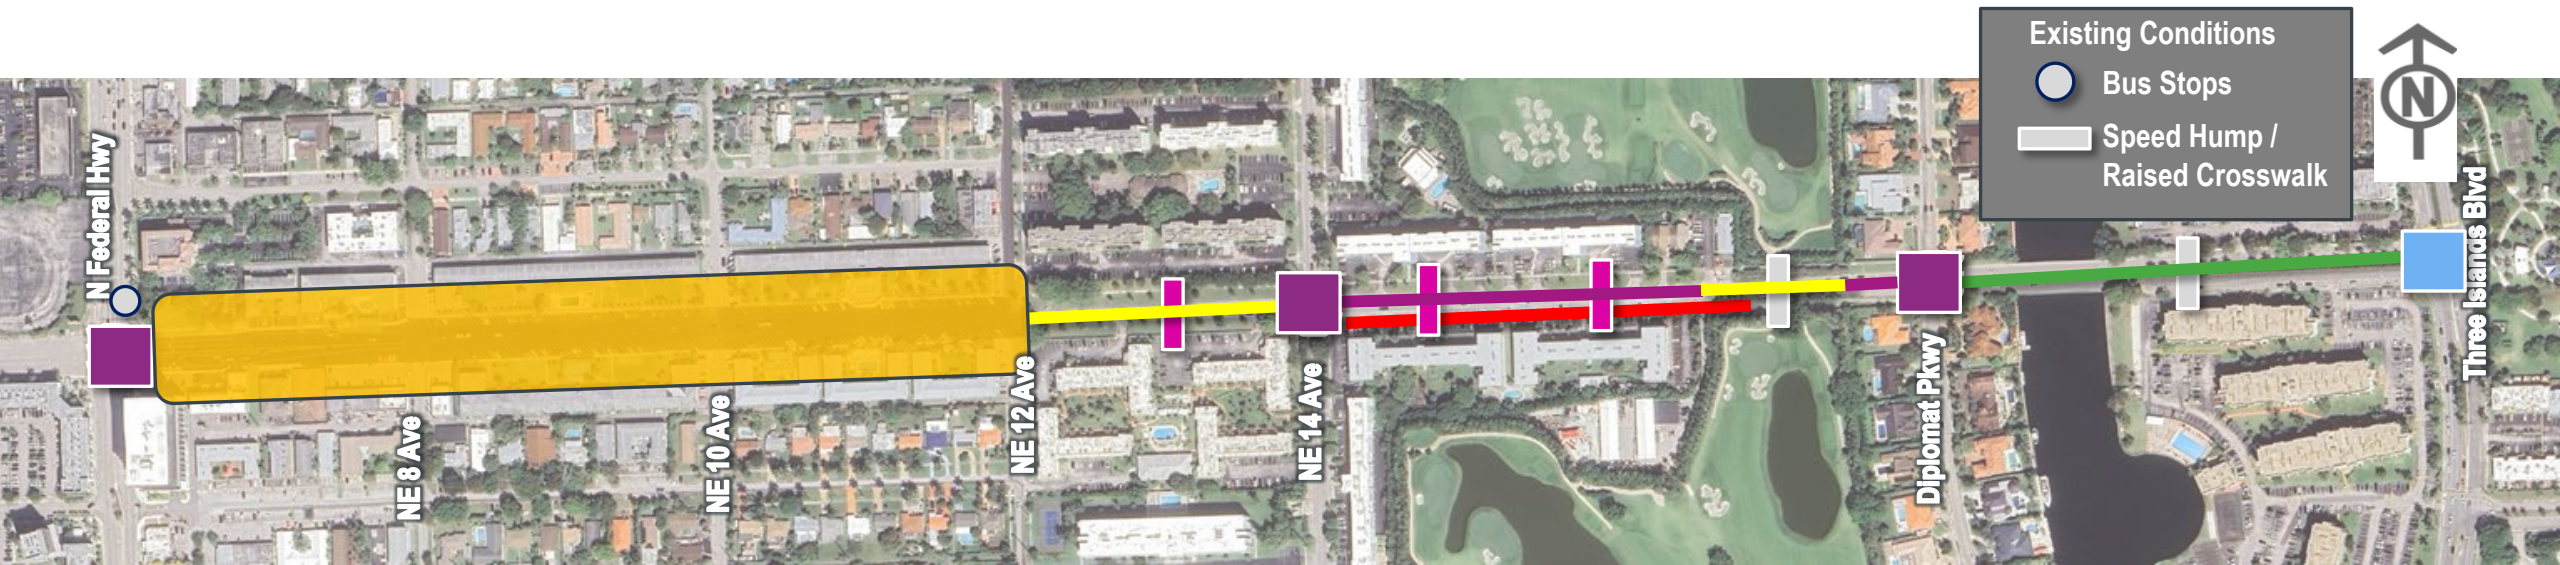 Existing Conditions
Bus Stops
Speed Hump /
Raised Crosswalk
N
N Federal Hwy
NE 8 Ave
NE 10 Ave
NE 12 Ave
NE 14 Ave
Diplomat Pkwy
Three Islands Blvd